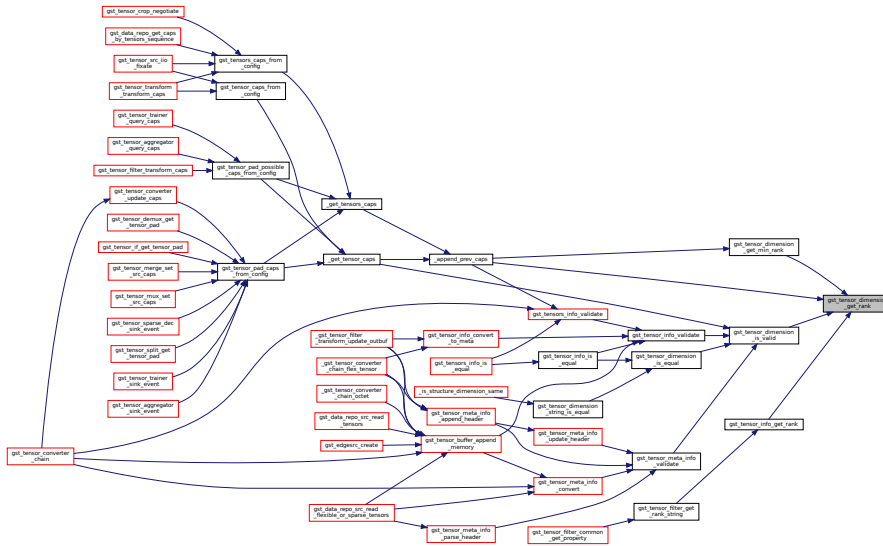 gst_tensor_crop_negotiate
gst_data_repo_get_caps
_by_tensors_sequence
gst_tensor_src_iio
_fixate
gst_tensor_transform
_transform_caps
gst_tensors_caps_from
_config
gst_tensor_caps_from
_config
gst_tensor_trainer
_query_caps
gst_tensor_aggregator
_query_caps
gst_tensor_filter_transform_caps
gst_tensor_pad_possible
_caps_from_config
gst_tensor_converter
_update_caps
gst_tensor_demux_get
_tensor_pad
gst_tensor_if_get_tensor_pad
gst_tensor_merge_set
_src_caps
gst_tensor_mux_set
_src_caps
gst_tensor_sparse_dec
_sink_event
gst_tensor_split_get
_tensor_pad
gst_tensor_trainer
_sink_event
gst_tensor_aggregator
_sink_event
gst_tensor_converter
_chain
gst_tensor_pad_caps
_from_config
_get_tensors_caps
_get_tensor_caps
_append_prev_caps
gst_tensor_filter
_transform_update_outbuf
gst_tensor_converter
_chain_flex_tensor
gst_tensor_converter
_chain_octet
gst_data_repo_src_read
_tensors
gst_edgesrc_create
gst_data_repo_src_read
_flexible_or_sparse_tensors
gst_tensor_info_convert
_to_meta
gst_tensors_info_is
_equal
_is_structure_dimension_same
gst_tensor_meta_info
_append_header
gst_tensor_buffer_append
_memory
gst_tensor_meta_info
_parse_header
gst_tensors_info_validate
gst_tensor_info_is
_equal
gst_tensor_dimension
_string_is_equal
gst_tensor_meta_info
_update_header
gst_tensor_meta_info
_convert
gst_tensor_filter_common
_get_property
gst_tensor_info_validate
gst_tensor_dimension
_is_equal
gst_tensor_meta_info
_validate
gst_tensor_filter_get
_rank_string
gst_tensor_dimension
_get_min_rank
gst_tensor_dimension
_is_valid
gst_tensor_info_get_rank
gst_tensor_dimension
_get_rank